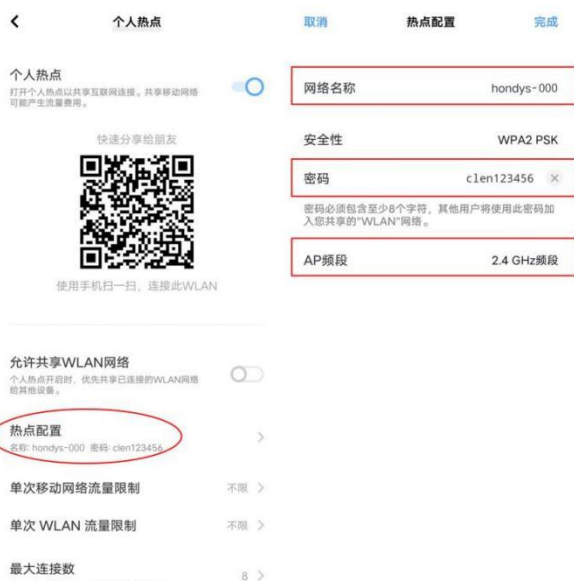 个人热点
个人热点
打开个人热点以共享互联网连接。共享移动网络
可能产生流量费用。
快速分享给朋友
使用手机扫一扫，连接此WLAN
允许共享WLAN网络
个人热点开启时，优先共享已连接的WLAN网络
给其他设备。
热点配置
名称: hondys-000 密码: clen123456
单次移动网络流量限制 不限
单次 WLAN 流量限制 不限
最大连接数 8
取消 热点配置 完成
网络名称 hondys-000
安全性 WPA2 PSK
密码 clen123456
密码必须包含至少8个字符，其他用户将使用此密码加
入您共享的"WLAN"网络。
AP频段 2.4 GHz频段